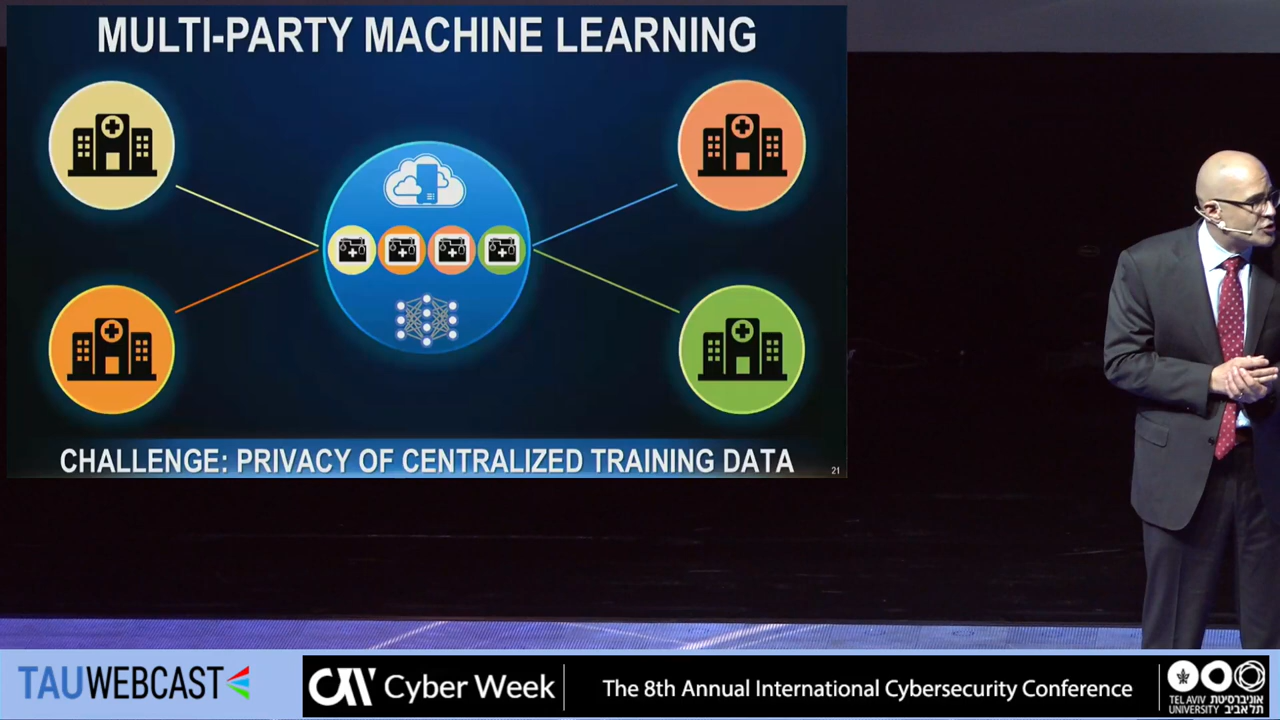 MULTI-PARTY MACHINE LEARNING
CHALLENGE: PRIVACY OF CENTRALIZED TRAINING DATA
21
TAUWEBCAST
CW Cyber Week
The 8th Annual International Cybersecurity Conference
TEL AVIV אוניברסיטת
UNIVERSITY תל אביב